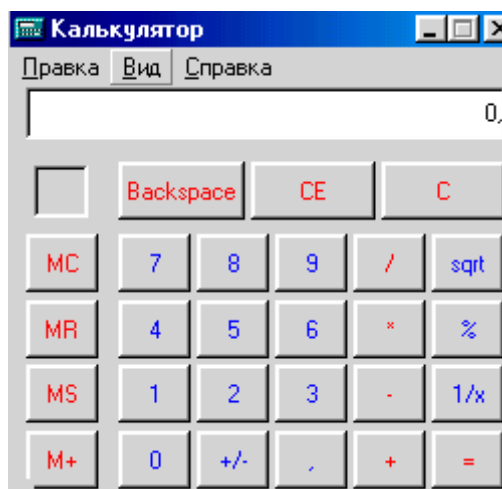 Калькулятор
Правка Вид Справка
0,
Backspace CE C
MC 7 8 9 / sqrt
MR 4 5 6 * %
MS 1 2 3 - 1/x
M+ 0 +/- , + =